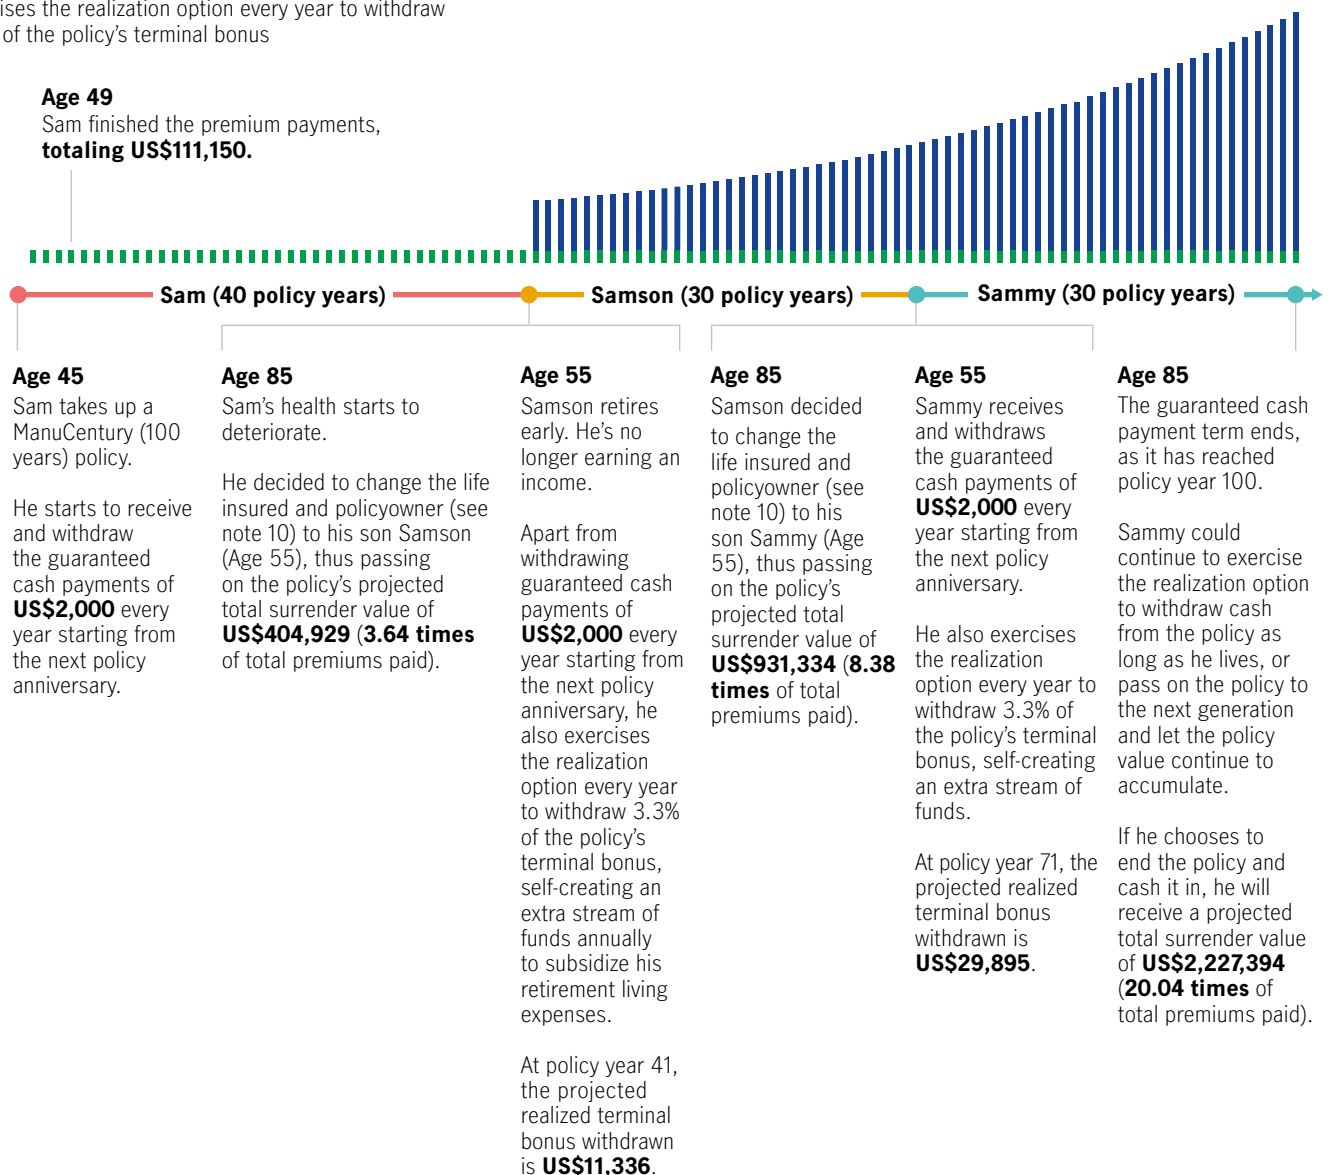 ises the realization option every year to withdraw
of the policy’s terminal bonus
Age 49
Sam finished the premium payments,
totaling US$111,150.
Sam (40 policy years)
Samson (30 policy years)
Sammy (30 policy years)
Age 45
Sam takes up a
ManuCentury (100
years) policy.
He starts to receive
and withdraw
the guaranteed
cash payments of
US$2,000 every
year starting from
the next policy
anniversary.
Age 85
Sam’s health starts to
deteriorate.
He decided to change the life
insured and policyowner (see
note 10) to his son Samson
(Age 55), thus passing
on the policy’s projected
total surrender value of
US$404,929 (3.64 times
of total premiums paid).
Age 55
Samson retires
early. He’s no
longer earning an
income.
Apart from
withdrawing
guaranteed cash
payments of
US$2,000 every
year starting from
the next policy
anniversary, he
also exercises
the realization
option every year
to withdraw 3.3%
of the policy’s
terminal bonus,
self-creating an
extra stream of
funds annually
to subsidize his
retirement living
expenses.
At policy year 41,
the projected
realized terminal
bonus withdrawn
is US$11,336.
Age 85
Samson decided
to change the
life insured and
policyowner (see
note 10) to his
son Sammy (Age
55), thus passing
on the policy’s
projected total
surrender value of
US$931,334 (8.38
times of total
premiums paid).
Age 55
Sammy receives
and withdraws
the guaranteed
cash payments of
US$2,000 every
year starting from
the next policy
anniversary.
He also exercises
the realization
option every year to
withdraw 3.3% of
the policy’s terminal
bonus, self-creating
an extra stream of
funds.
At policy year 71, the
projected realized
terminal bonus
withdrawn is
US$29,895.
Age 85
The guaranteed cash
payment term ends,
as it has reached
policy year 100.
Sammy could
continue to exercise
the realization option
to withdraw cash
from the policy as
long as he lives, or
pass on the policy to
the next generation
and let the policy
value continue to
accumulate.
If he chooses to
end the policy and
cash it in, he will
receive a projected
total surrender value
of US$2,227,394
(20.04 times of
total premiums paid).